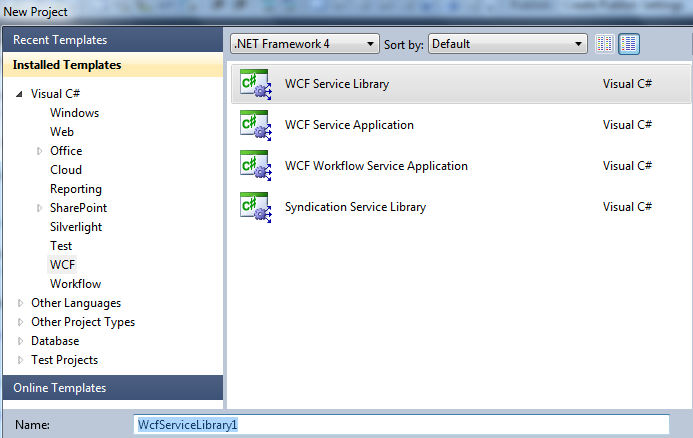 New Project
Recent Templates
Installed Templates
Visual C#
Windows
Web
Office
Cloud
Reporting
SharePoint
Silverlight
Test
WCF
Workflow
Other Languages
Other Project Types
Database
Test Projects
Online Templates
.NET Framework 4 Sort by: Default
WCF Service Library Visual C#
WCF Service Application Visual C#
WCF Workflow Service Application Visual C#
Syndication Service Library Visual C#
Name: WcfServiceLibrary1